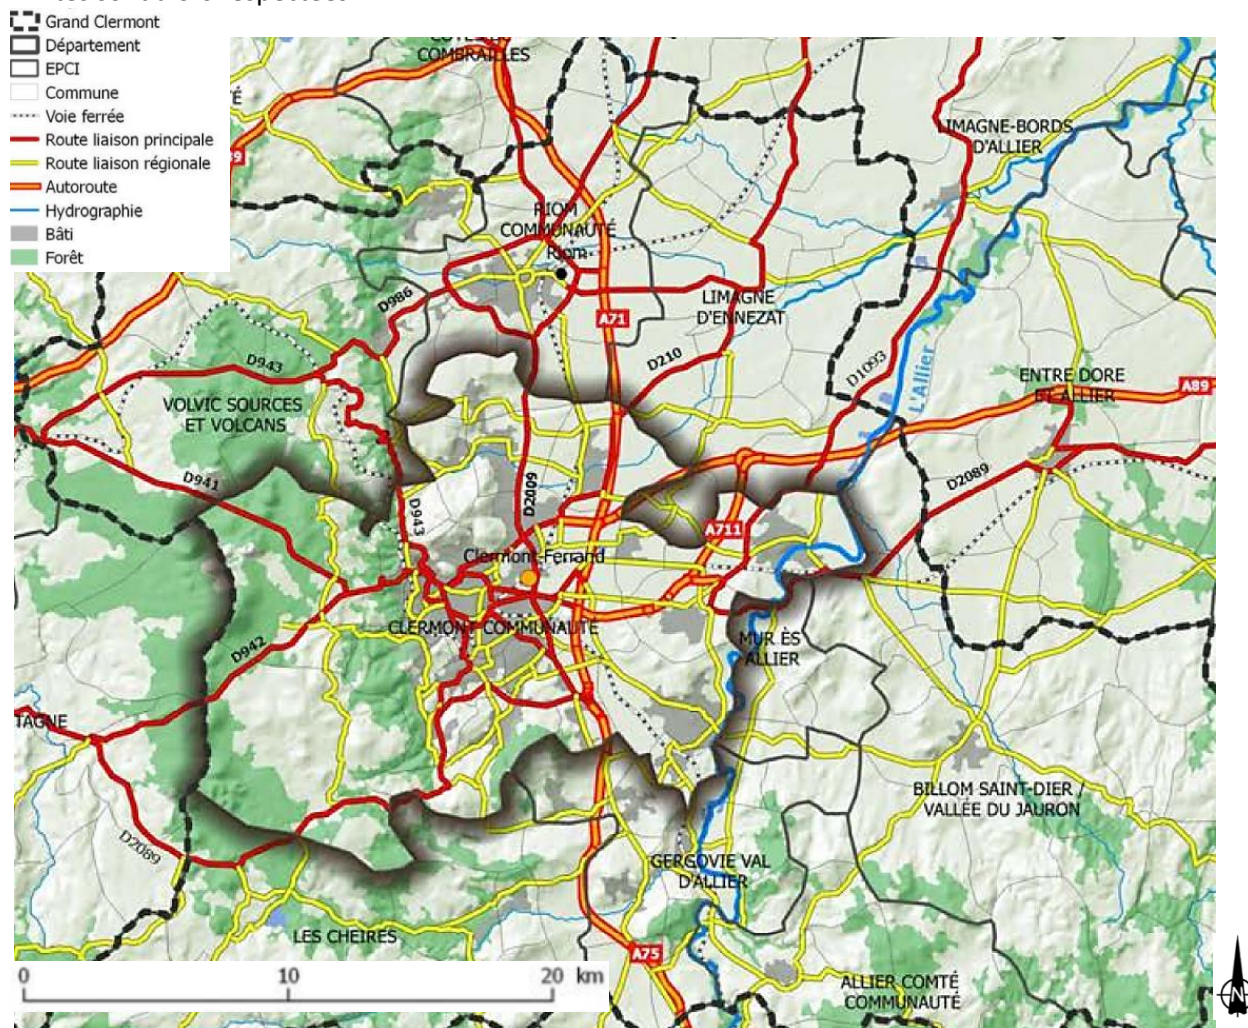 Grand Clermont
Département
EPCI
Commune
Voie ferrée
Route liaison principale
Route liaison régionale
Autoroute
Hydrographie
Bâti
Forêt
COMBRAILLES
É
LIMAGNE-BORDS
D'ALLIER
RIOM
COMMUNAUTÉ
Riom
D986
A71
LIMAGNE
D'ENNEZAT
D210
D1093
L'Allier
ENTRE DORE
ET ALLIER
A89
D943
VOLVIC SOURCES
ET VOLCANS
D941
D943
D2009
D2089
A711
Clermont-Ferrand
CLERMONT COMMUNAUTÉ
MUR ÈS
ALLIER
D942
TAGNE
D2089
BILLOM SAINT-DIER /
VALLÉE DU JAURON
GERGOVIE VAL
D'ALLIER
LES CHEIRES
A75
ALLIER COMTÉ
COMMUNAUTÉ
0 10 20 km
N